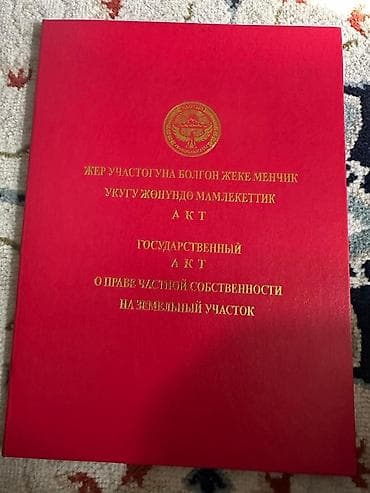 ЖЕР УЧАСТОГУНА БОЛГОН ЖЕКЕ МЕНЧИК
УКУГУ ЖӨНҮНДӨ МАМЛЕКЕТТИК
АКТ
ГОСУДАРСТВЕННЫЙ
АКТ
О ПРАВЕ ЧАСТНОЙ СОБСТВЕННОСТИ
НА ЗЕМЕЛЬНЫЙ УЧАСТОК